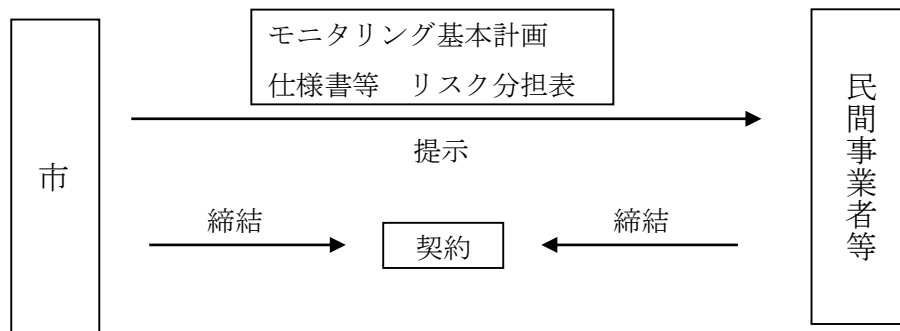 モニタリング基本計画
仕様書等　リスク分担表
市
民間事業者等
提示
締結
契約
締結